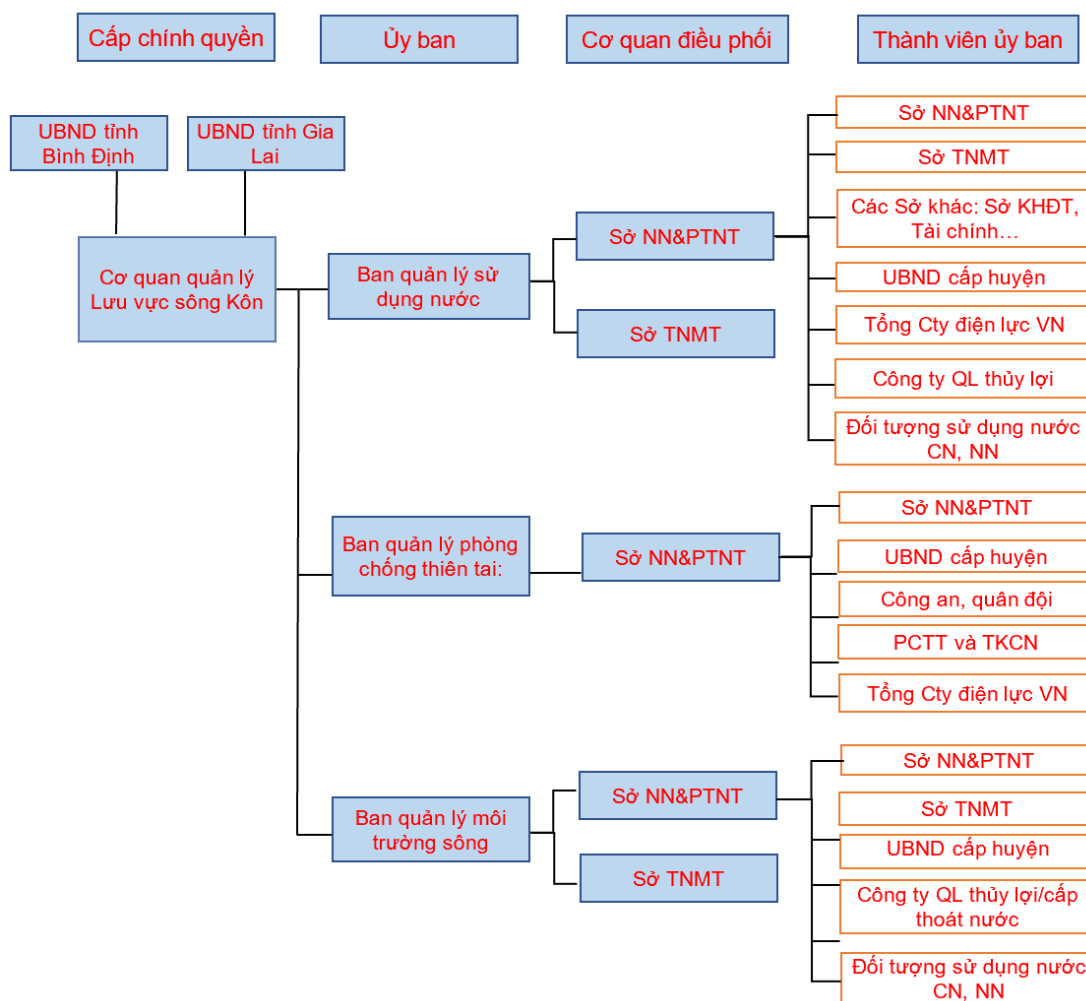 Cấp chính quyền
Ủy ban
Cơ quan điều phối
Thành viên ủy ban
UBND tỉnh
Bình Định
UBND tỉnh Gia
Lai
Cơ quan quản lý
Lưu vực sông Kôn
Ban quản lý sử
dụng nước
Sở NN&PTNT
Sở TNMT
Sở NN&PTNT
Sở TNMT
Các Sở khác: Sở KHĐT,
Tài chính…
UBND cấp huyện
Tổng Cty điện lực VN
Công ty QL thủy lợi
Đối tượng sử dụng nước
CN, NN
Ban quản lý phòng
chống thiên tai:
Sở NN&PTNT
Sở NN&PTNT
UBND cấp huyện
Công an, quân đội
PCTT và TKCN
Tổng Cty điện lực VN
Ban quản lý môi
trường sông
Sở NN&PTNT
Sở TNMT
Sở NN&PTNT
Sở TNMT
UBND cấp huyện
Công ty QL thủy lợi/cấp
thoát nước
Đối tượng sử dụng nước
CN, NN